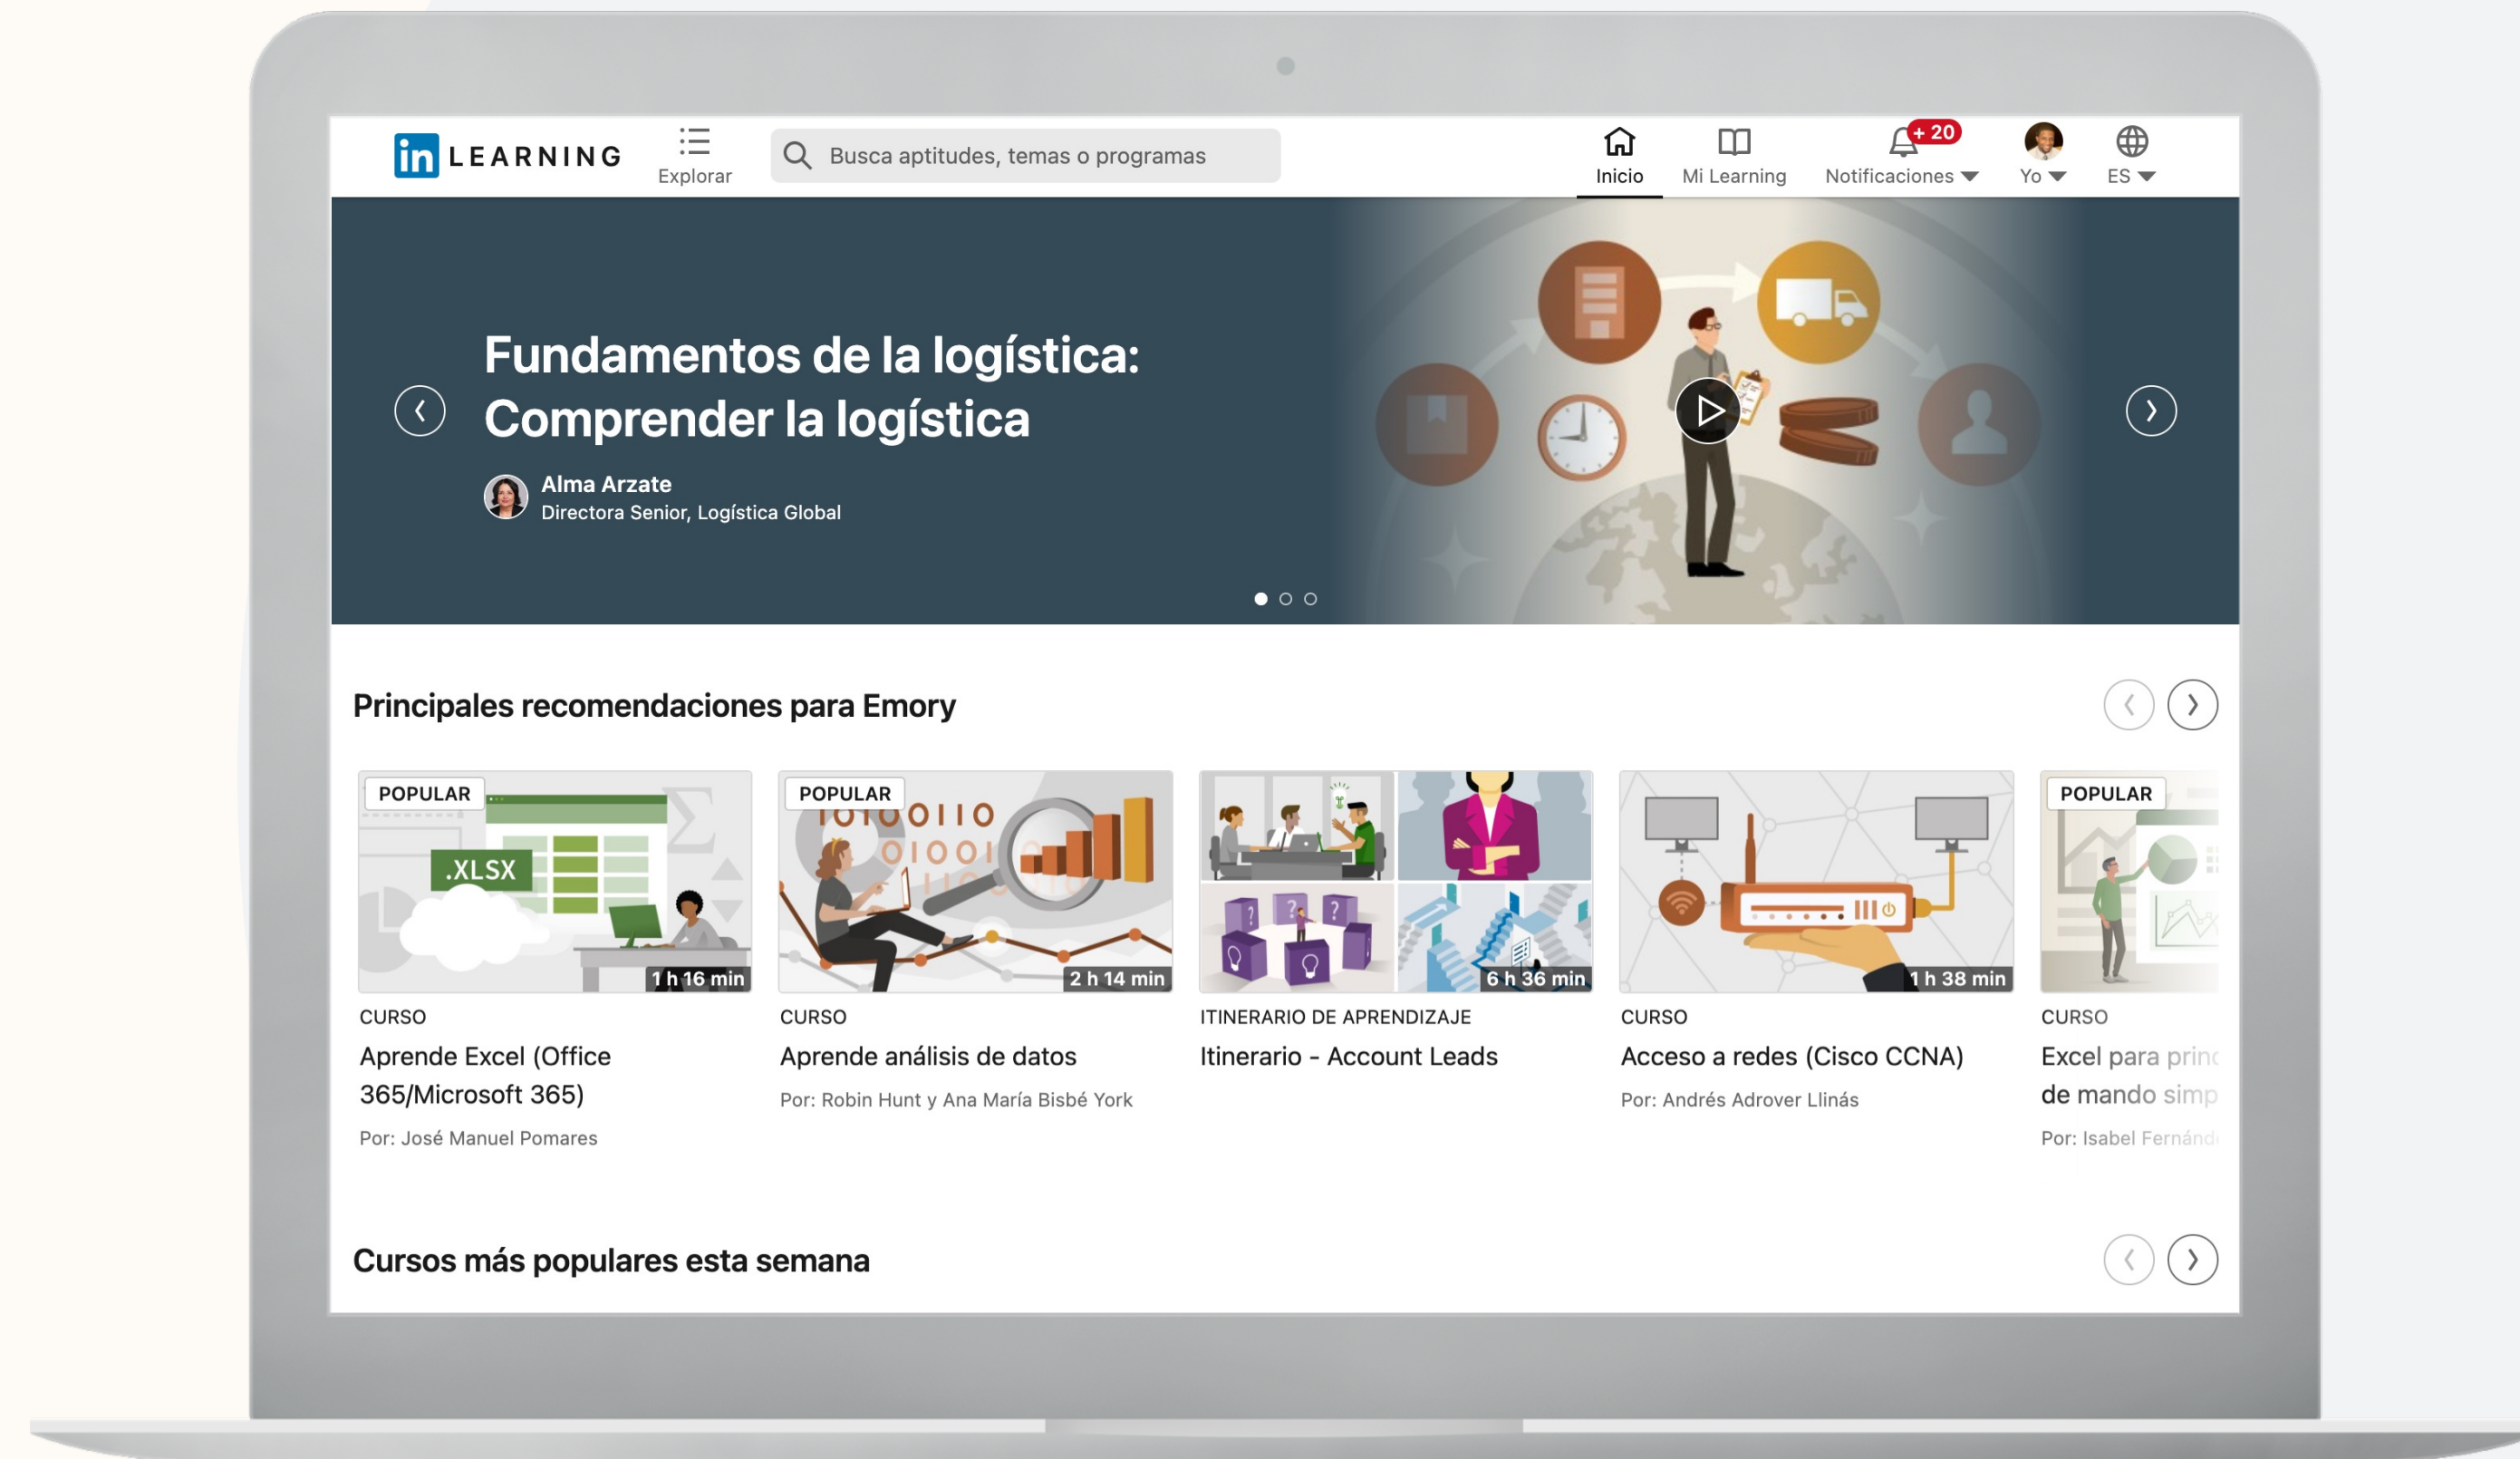 in LEARNING
Explorar
Busca aptitudes, temas o programas
Inicio
Mi Learning
+ 20
Notificaciones
Yo
ES
Fundamentos de la logística:
Comprender la logística
Alma Arzate
Directora Senior, Logística Global
Principales recomendaciones para Emory
POPULAR
.XLSX
1 h 16 min
CURSO
Aprende Excel (Office
365/Microsoft 365)
Por: José Manuel Pomares
POPULAR
10100110
01001
2 h 14 min
CURSO
Aprende análisis de datos
Por: Robin Hunt y Ana María Bisbé York
6 h 36 min
ITINERARIO DE APRENDIZAJE
Itinerario - Account Leads
1 h 38 min
CURSO
Acceso a redes (Cisco CCNA)
Por: Andrés Adrover Llinás
POPULAR
CURSO
Excel para
de mando
Por: Isabel
Cursos más populares esta semana